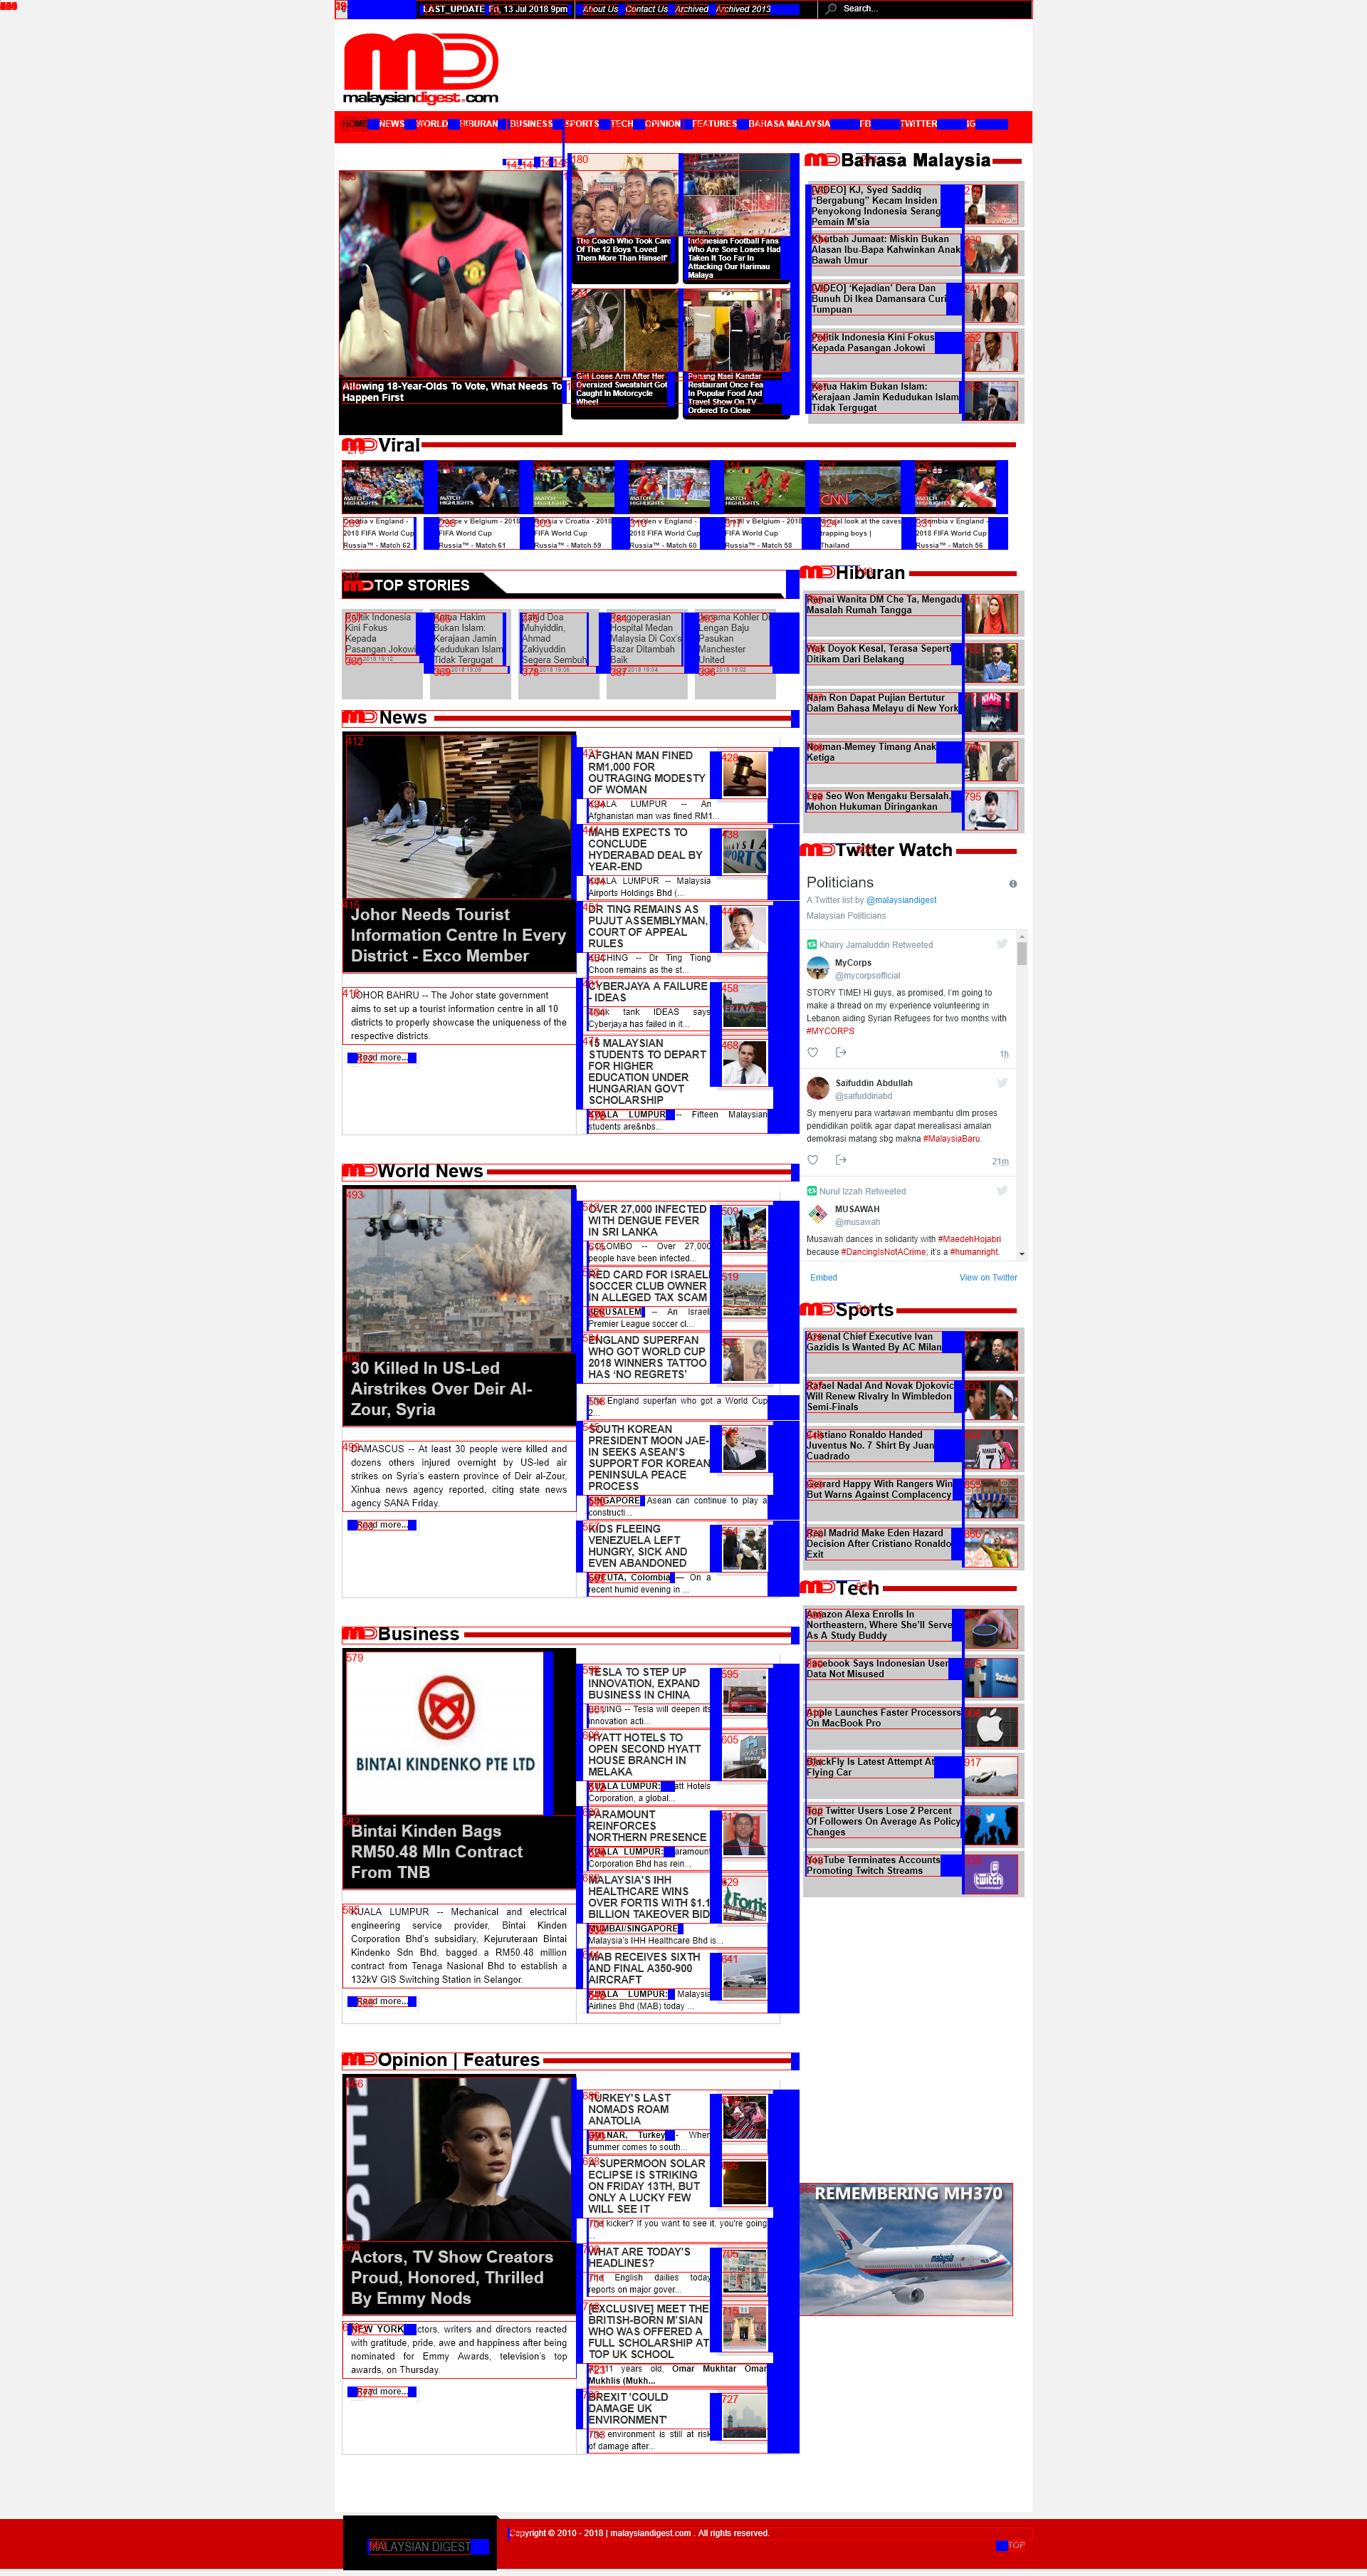 LAST_UPDATE Fri, 13 Jul 2018 9pm About Us Contact Us Archived Archived 2013 Search...
malaysiandigest.com
HOME NEWS WORLD HIBURAN BUSINESS SPORTS TECH OPINION FEATURES BAHASA MALAYSIA FB TWITTER IG
Allowing 18-Year-Olds To Vote, What Needs To
Happen First
The Coach Who Took Care
Of The 12 Boys 'Loved
Them More Than Himself'
Indonesian Football Fans
Who Are Sore Losers Had
Taken It Too Far In
Attacking Our Harimau
Malaya
Girl Loses Arm After Her
Oversized Sweatshirt Got
Caught In Motorcycle
Wheel
Penang Nasi Kandar
In Popular Food And
Travel Show On TV
Ordered To Close
Bahasa Malaysia
[VIDEO] KJ, Syed Saddiq
“Bergabung” Kecam Insiden
Penyokong Indonesia Serang
Pemain M'sia
Khutbah Jumaat: Miskin Bukan
Alasan Ibu-Bapa Kahwinkan Anak
Bawah Umur
[VIDEO] ‘Kejadian’ Dera Dan
Bunuh Di Ikea Damansara Curi
Tumpuan
Politik Indonesia Kini Fokus
Kepada Pasangan Jokowi
Ketua Hakim Bukan Islam:
Kerajaan Jamin Kedudukan Islam
Tidak Tergugat
Viral
Croatia v England -
2018 FIFA World Cup
Russia™ - Match 62
France v Belgium - 2018
FIFA World Cup
Russia™ - Match 61
Russia v Croatia - 2018
FIFA World Cup
Russia™ - Match 59
Sweden v England -
2018 FIFA World Cup
Russia™ - Match 60
Brazil v Belgium - 2018
FIFA World Cup
Russia™ - Match 58
look at the caves
trapping boys |
Thailand
Colombia v England -
2018 FIFA World Cup
Russia™ - Match 56
TOP STORIES
Politik Indonesia
Kini Fokus
Kepada
Pasangan Jokowi
Ketua Hakim
Bukan Islam:
Kerajaan Jamin
Kedudukan Islam
Tidak Tergugat
Zahid Doa
Muhyiddin,
Ahmad
Zakiyuddin
Segera Sembuh
Pengoperasian
Hospital Medan
Malaysia Di Cox's
Bazar Ditambah
Baik
Jenama Kohler Di
Lengan Baju
Pasukan
Manchester
United
Hiburan
Ramai Wanita DM Che Ta, Mengadu
Masalah Rumah Tangga
Wak Doyok Kesal, Terasa Seperti
Ditikam Dari Belakang
Nam Ron Dapat Pujian Bertutur
Dalam Bahasa Melayu di New York
Norman-Memey Timang Anak
Ketiga
Lee Seo Won Mengaku Bersalah,
Mohon Hukuman Diringankan
News
Johor Needs Tourist
Information Centre In Every
District - Exco Member
JOHOR BAHRU -- The Johor state government
aims to set up a tourist information centre in all 10
districts to properly showcase the uniqueness of the
respective districts.
Read more...
AFGHAN MAN FINED
RM1,000 FOR
OUTRAGING MODESTY
OF WOMAN
KUALA LUMPUR -- An
Afghanistan man was fined RM1...
MAHB EXPECTS TO
CONCLUDE
HYDERABAD DEAL BY
YEAR-END
KUALA LUMPUR -- Malaysia
Airports Holdings Bhd (...
DR TING REMAINS AS
PUJUT ASSEMBLYMAN,
COURT OF APPEAL
RULES
KUCHING -- Dr Ting Tiong
Choon remains as the st...
CYBERJAYA A FAILURE
- IDEAS
Think tank IDEAS says
Cyberjaya has failed in it...
15 MALAYSIAN
STUDENTS TO DEPART
FOR HIGHER
EDUCATION UNDER
HUNGARIAN GOVT
SCHOLARSHIP
KUALA LUMPUR -- Fifteen Malaysian
students are&nbs...
Twitter Watch
Politicians
A Twitter list by @malaysiandigest
Malaysian Politicians
Khairy Jamaluddin Retweeted
MyCorps
@mycorpsofficial
STORY TIME! Hi guys, as promised, I'm going to
make a thread on my experience volunteering in
Lebanon aiding Syrian Refugees for two months with
#MYCORPS
1h
Saifuddin Abdullah
@saifuddinabd
Sy menyeru para wartawan membantu dlm proses
pendidikan politik agar dapat merealisasi amalan
demokrasi matang sbg makna #MalaysiaBaru.
21m
Nurul Izzah Retweeted
MUSAWAH
@musawah
Musawah dances in solidarity with #MaedehHojabri
because #DancingIsNotACrime; it's a #humanright.
Embed View on Twitter
World News
30 Killed In US-Led
Airstrikes Over Deir Al-
Zour, Syria
DAMASCUS -- At least 30 people were killed and
dozens others injured overnight by US-led air
strikes on Syria's eastern province of Deir al-Zour,
Xinhua news agency reported, citing state news
agency SANA Friday.
Read more...
OVER 27,000 INFECTED
WITH DENGUE FEVER
IN SRI LANKA
COLOMBO -- Over 27,000
people have been infected...
RED CARD FOR ISRAELI
SOCCER CLUB OWNER
IN ALLEGED TAX SCAM
JERUSALEM -- An Israeli
Premier League soccer cl...
ENGLAND SUPERFAN
WHO GOT WORLD CUP
2018 WINNERS TATTOO
HAS ‘NO REGRETS’
The England superfan who got a World Cup
2...
SOUTH KOREAN
PRESIDENT MOON JAE-
IN SEEKS ASEAN'S
SUPPORT FOR KOREAN
PENINSULA PEACE
PROCESS
SINGAPORE Asean can continue to play a
constructi...
KIDS FLEEING
VENEZUELA LEFT
HUNGRY, SICK AND
EVEN ABANDONED
CUCUTA, Colombia — On a
recent humid evening in ...
Sports
Arsenal Chief Executive Ivan
Gazidis Is Wanted By AC Milan
Rafael Nadal And Novak Djokovic
Will Renew Rivalry In Wimbledon
Semi-Finals
Cristiano Ronaldo Handed
Juventus No. 7 Shirt By Juan
Cuadrado
Gerrard Happy With Rangers Win
But Warns Against Complacency
Real Madrid Make Eden Hazard
Decision After Cristiano Ronaldo
Exit
Tech
Amazon Alexa Enrolls In
Northeastern, Where She'll Serve
As A Study Buddy
Facebook Says Indonesian User
Data Not Misused
Apple Launches Faster Processors
On MacBook Pro
BlackFly Is Latest Attempt At
Flying Car
Top Twitter Users Lose 2 Percent
Of Followers On Average As Policy
Changes
YouTube Terminates Accounts
Promoting Twitch Streams
Business
BINTAI KINDENKO PTE LTD
Bintai Kinden Bags
RM50.48 Mln Contract
From TNB
KUALA LUMPUR -- Mechanical and electrical
engineering service provider, Bintai Kinden
Corporation Bhd's subsidiary, Kejuruteraan Bintai
Kindenko Sdn Bhd, bagged a RM50.48 million
contract from Tenaga Nasional Bhd to establish a
132kV GIS Switching Station in Selangor.
Read more...
TESLA TO STEP UP
INNOVATION, EXPAND
BUSINESS IN CHINA
BEIJING -- Tesla will deepen its
innovation acti...
HYATT HOTELS TO
OPEN SECOND HYATT
HOUSE BRANCH IN
MELAKA
KUALA LUMPUR: Hyatt Hotels
Corporation, a global...
PARAMOUNT
REINFORCES
NORTHERN PRESENCE
KUALA LUMPUR: Paramount
Corporation Bhd has rein...
MALAYSIA'S IHH
HEALTHCARE WINS
OVER FORTIS WITH $1.1
BILLION TAKEOVER BID
MUMBAI/SINGAPORE
Malaysia's IHH Healthcare Bhd is...
MAB RECEIVES SIXTH
AND FINAL A350-900
AIRCRAFT
KUALA LUMPUR: Malaysia
Airlines Bhd (MAB) today ...
Opinion | Features
Actors, TV Show Creators
Proud, Honored, Thrilled
By Emmy Nods
NEW YORK Actors, writers and directors reacted
with gratitude, pride, awe and happiness after being
nominated for Emmy Awards, television's top
awards, on Thursday.
Read more...
TURKEY'S LAST
NOMADS ROAM
ANATOLIA
GULNAR, Turkey - When
summer comes to south...
A SUPERMOON SOLAR
ECLIPSE IS STRIKING
ON FRIDAY 13TH, BUT
ONLY A LUCKY FEW
WILL SEE IT
The kicker? If you want to see it, you're going
...
WHAT ARE TODAY'S
HEADLINES?
The English dailies today
reports on major gover...
[EXCLUSIVE] MEET THE
BRITISH-BORN M'SIAN
WHO WAS OFFERED A
FULL SCHOLARSHIP AT
TOP UK SCHOOL
11 years old, Omar Mukhtar Omar
Mukhlis (Mukh...
BREXIT 'COULD
DAMAGE UK
ENVIRONMENT'
The environment is still at risk
of damage after...
REMEMBERING MH370
MALAYSIAN DIGEST
Copyright © 2010 - 2018 | malaysiandigest.com . All rights reserved.
TOP